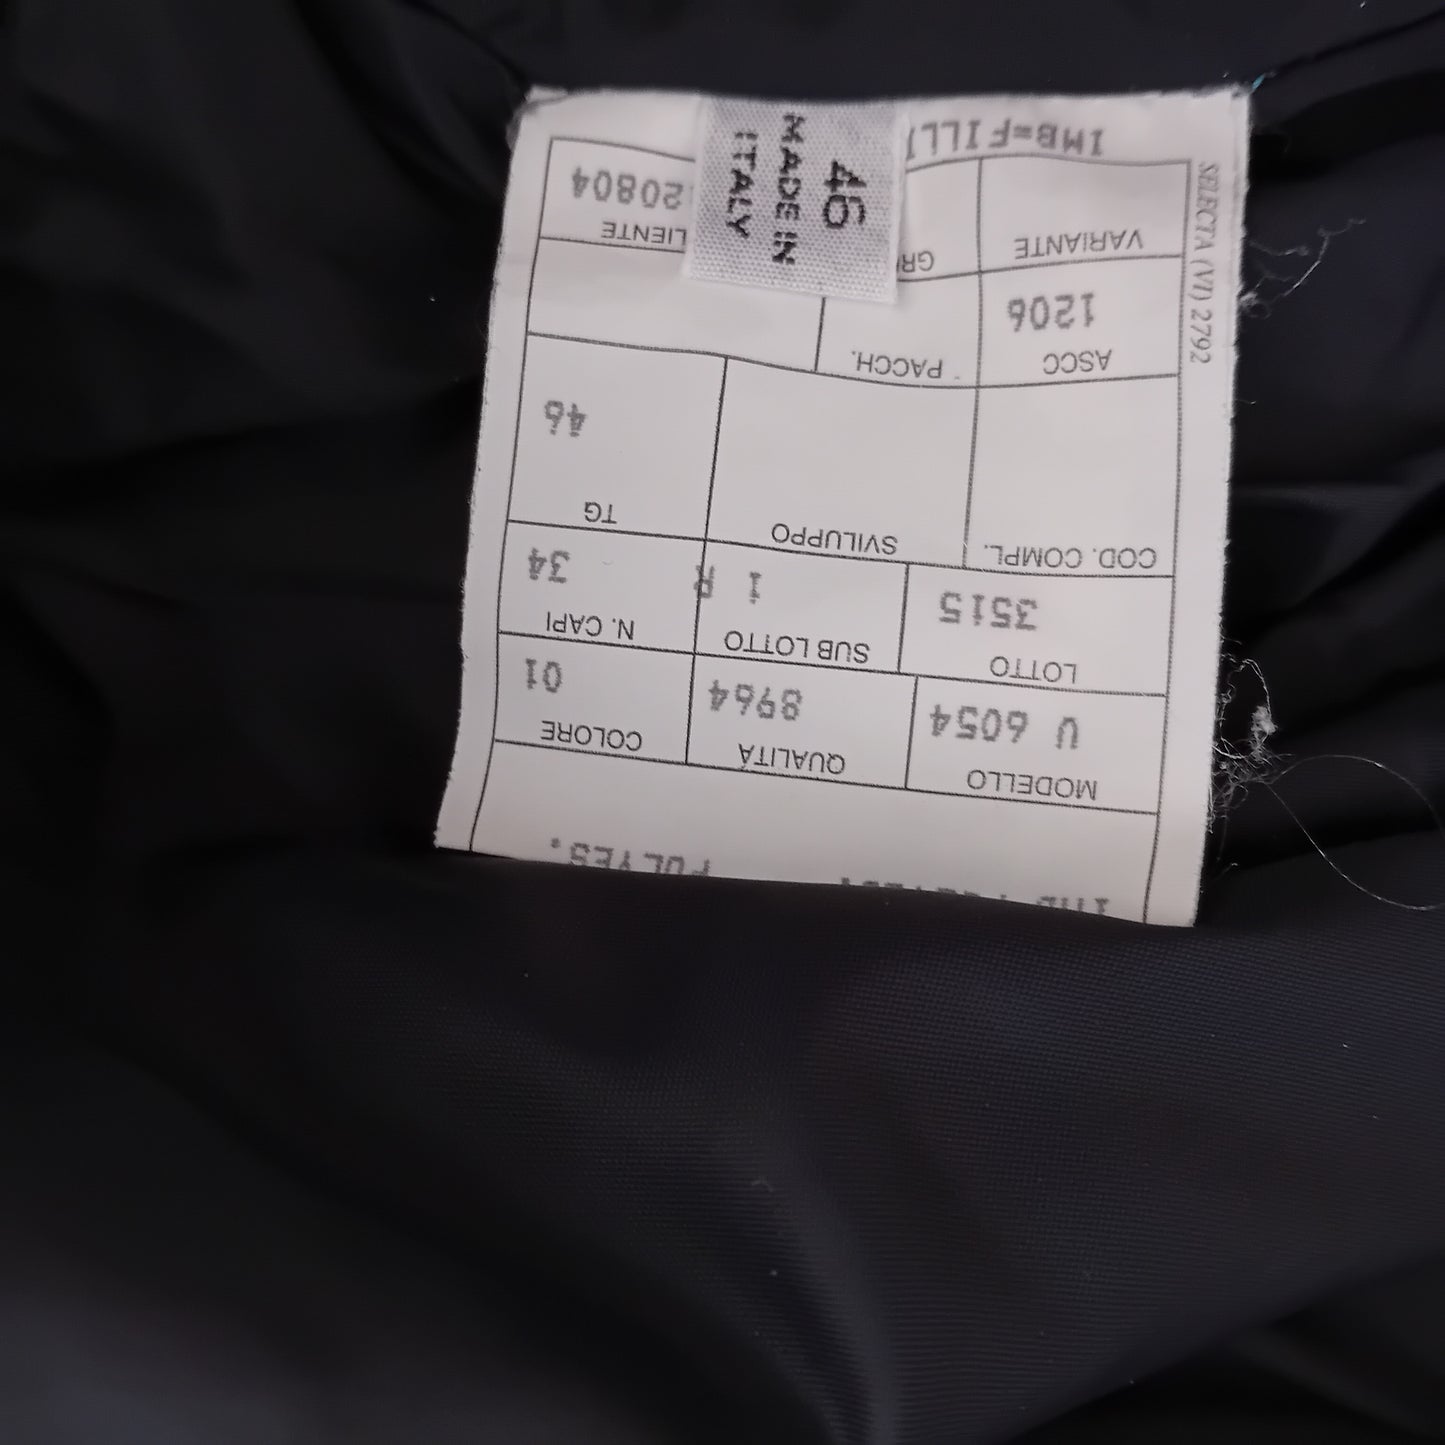 POLYES.
MODELLO QUALITÀ COLORE
U 6054 8964 01
LOTTO SUB LOTTO N. CAPI
3515 1 R 34
COD. COMPL. SVILUPPO TG
46
ASCC PACCH.
1206
VARIANTE
20804
IMB=FILL
SELECTA (VI) 2792
46
MADE IN
ITALY